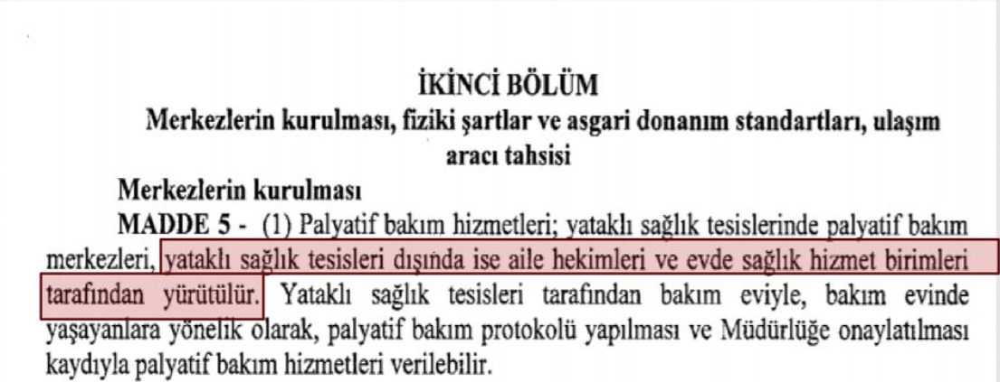 İKİNCİ BÖLÜM
Merkezlerin kurulması, fiziki şartlar ve asgari donanım standartları, ulaşım
aracı tahsisi
Merkezlerin kurulması
MADDE 5 - (1) Palyatif bakım hizmetleri; yataklı sağlık tesislerinde palyatif bakım
merkezleri, yataklı sağlık tesisleri dışında ise aile hekimleri ve evde sağlık hizmet birimleri
tarafından yürütülür. Yataklı sağlık tesisleri tarafından bakım eviyle, bakım evinde
yaşayanlara yönelik olarak, palyatif bakım protokolü yapılması ve Müdürlüğe onaylatılması
kaydıyla palyatif bakım hizmetleri verilebilir.